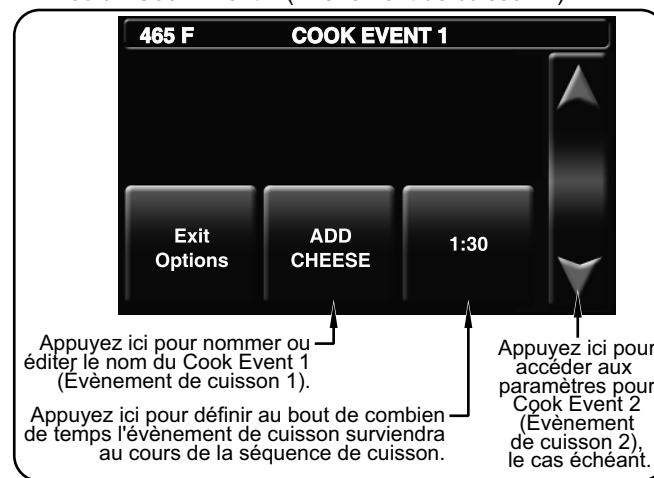 465 F COOK EVENT 1
Exit
Options
ADD
CHEESE
1:30
Appuyez ici pour nommer ou
éditer le nom du Cook Event 1
(Évènement de cuisson 1).
Appuyez ici pour définir au bout de combien
de temps l'évènement de cuisson surviendra
au cours de la séquence de cuisson.
Appuyez ici pour
accéder aux
paramètres pour
Cook Event 2
(Évènement
de cuisson 2),
le cas échéant.